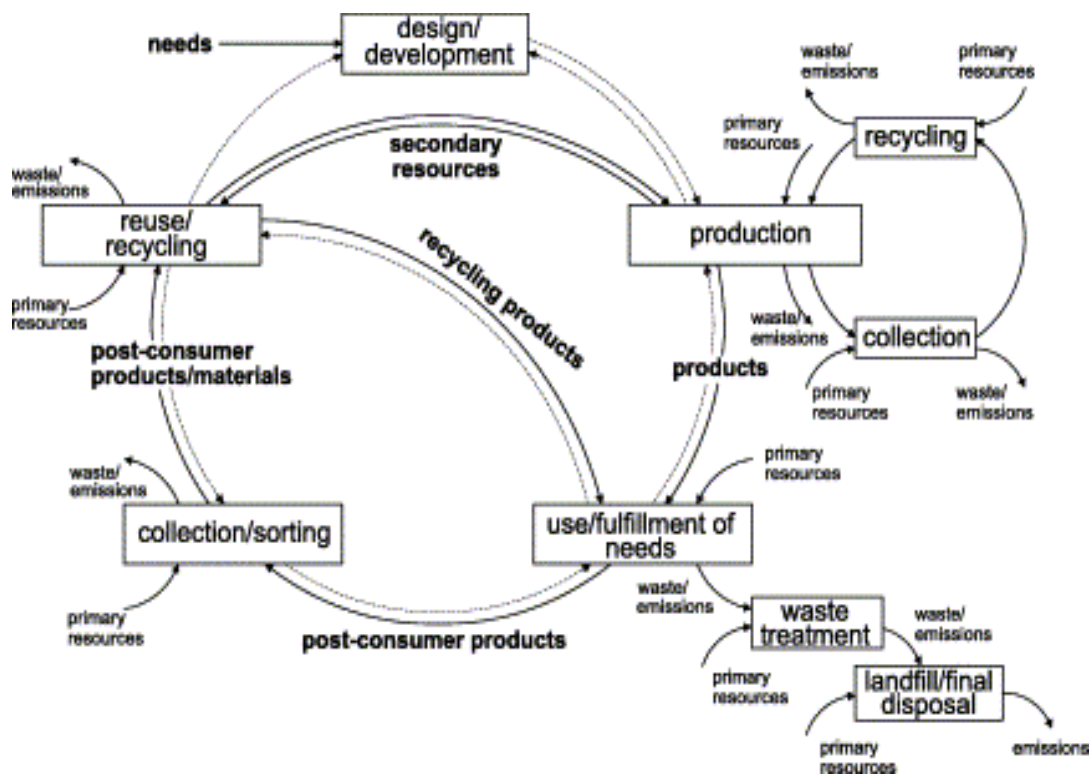 needs
design/
development
waste/
emissions
primary
resources
primary
resources
recycling
secondary
resources
waste/
emissions
reuse/
recycling
production
recycling products
primary
resources
waste/
emissions
collection
post-consumer
products/materials
products
primary
resources
waste/
emissions
primary
resources
waste/
emissions
collection/sorting
use/fulfillment of
needs
primary
resources
post-consumer products
waste/
emissions
waste
treatment
waste/
emissions
primary
resources
landfill/final
disposal
primary
resources
emissions